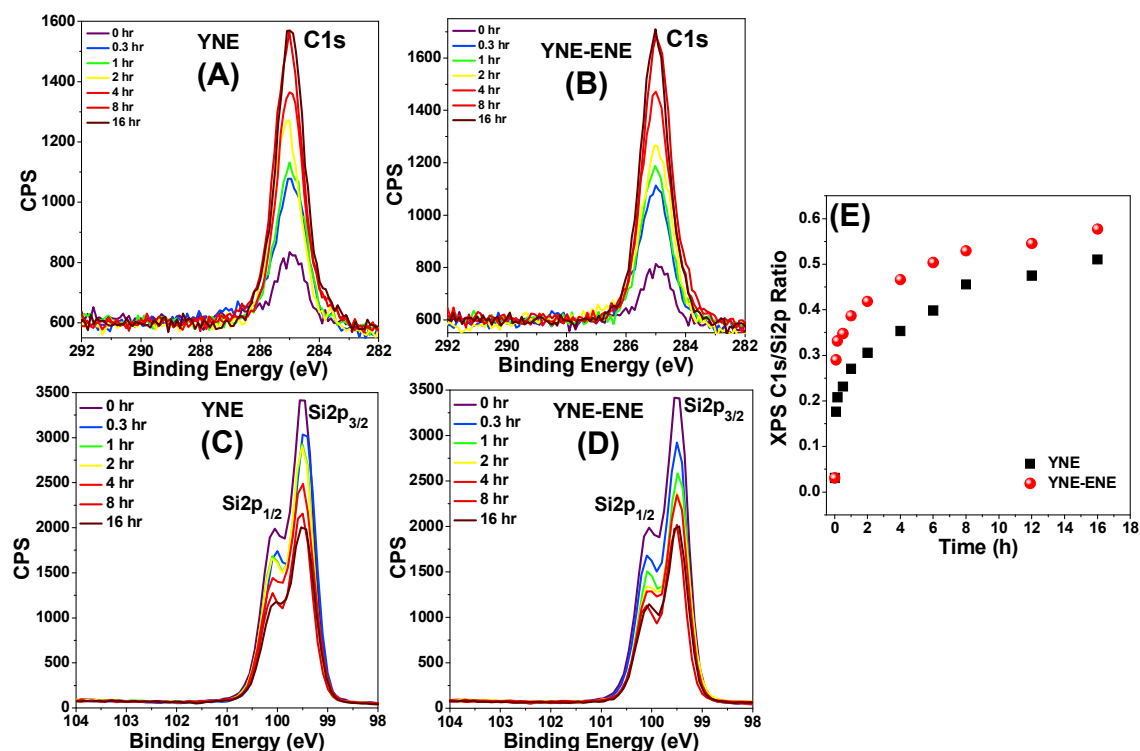 1600
1400
1200
1000
800
600
CPS
0 hr
0.3 hr
1 hr
2 hr
4 hr
8 hr
16 hr
YNE
(A)
C1s
292 290 288 286 284 282
Binding Energy (eV)
1600
1400
1200
1000
800
600
CPS
0 hr
0.3 hr
1 hr
2 hr
4 hr
8 hr
16 hr
YNE-ENE
(B)
C1s
292 290 288 286 284 282
Binding Energy (eV)
3500
3000
2500
2000
1500
1000
500
0
CPS
0 hr
0.3 hr
1 hr
2 hr
4 hr
8 hr
16 hr
YNE
(C)
Si2p3/2
Si2p1/2
104 103 102 101 100 99 98
Binding Energy (eV)
3500
3000
2500
2000
1500
1000
500
0
CPS
0 hr
0.3 hr
1 hr
2 hr
4 hr
8 hr
16 hr
YNE-ENE
(D)
Si2p3/2
Si2p1/2
104 103 102 101 100 99 98
Binding Energy (eV)
(E)
0.6
0.5
0.4
0.3
0.2
0.1
0.0
XPS C1s/Si2p Ratio
YNE
YNE-ENE
0 2 4 6 8 10 12 14 16 18
Time (h)